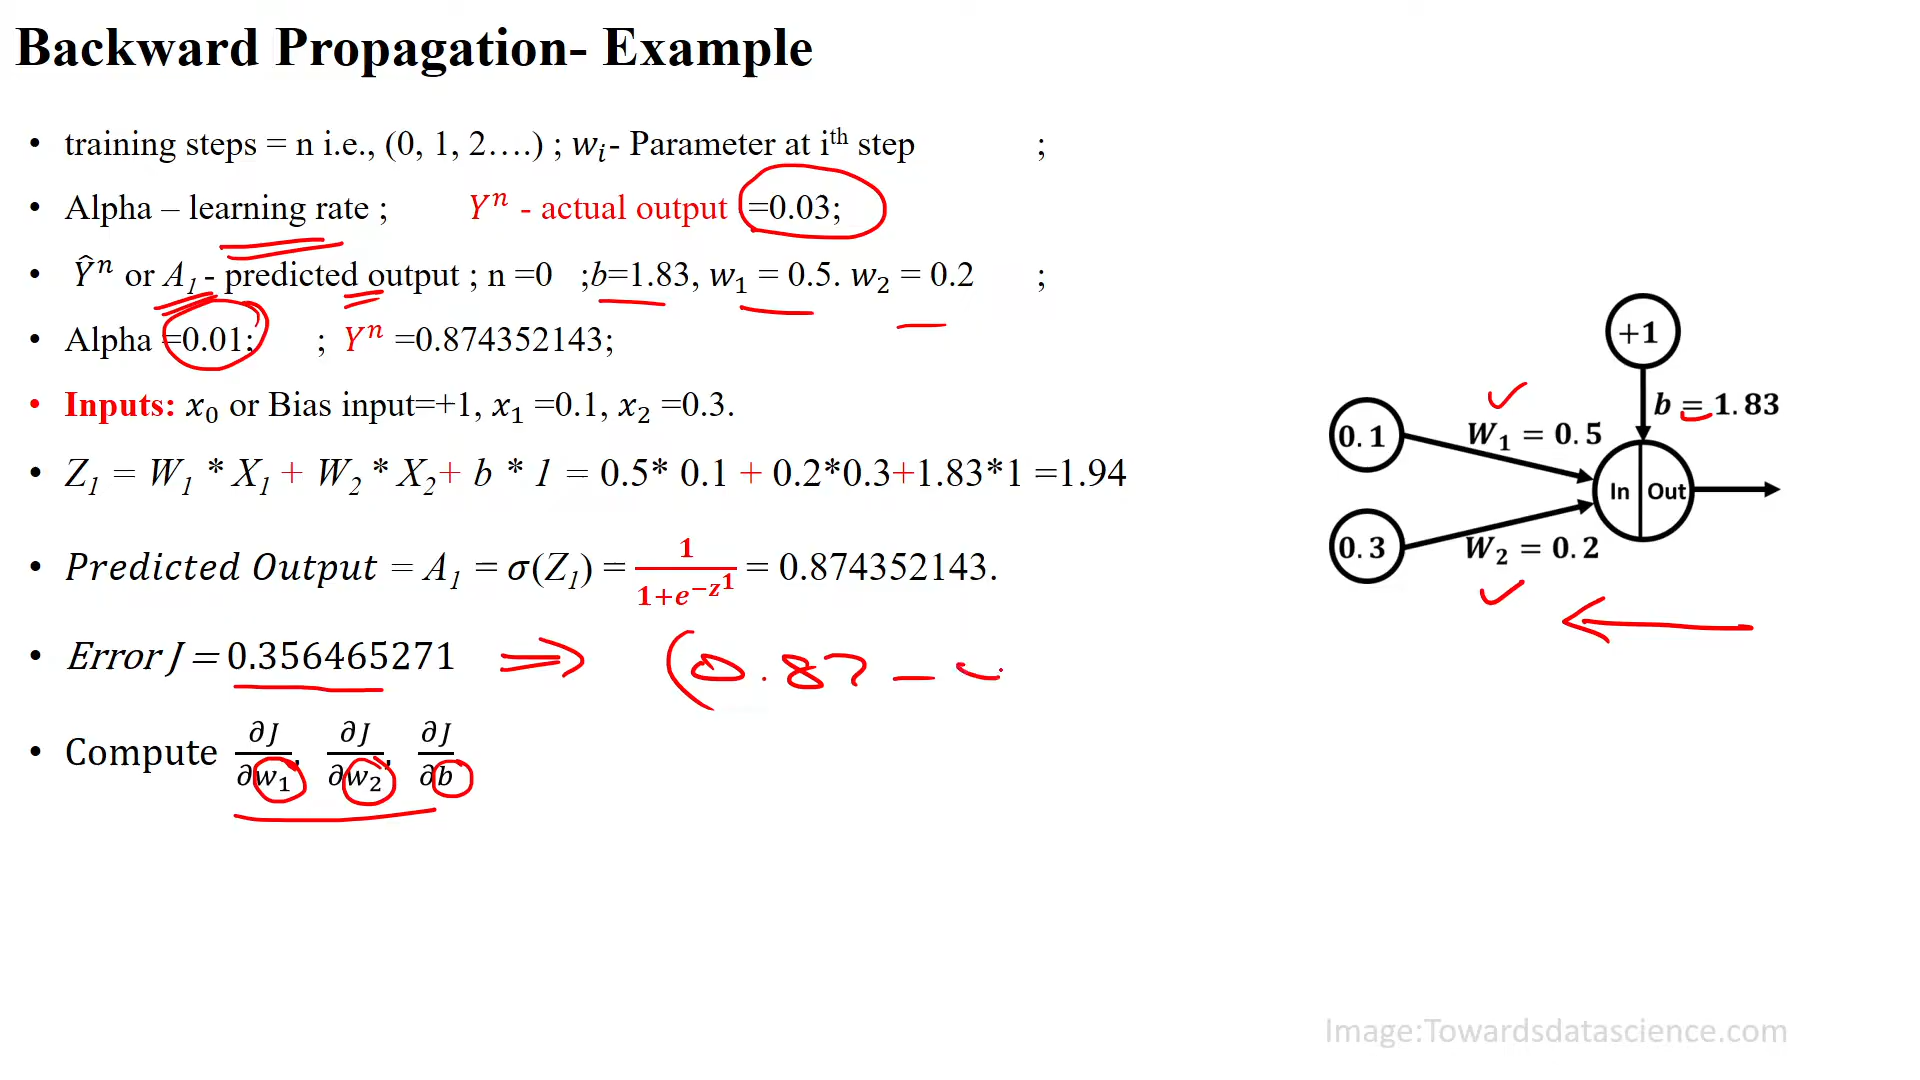 Backward Propagation- Example
• training steps = n i.e., (0, 1, 2….) ; wᵢ- Parameter at iᵗʰ step ;
• Alpha – learning rate ; Yⁿ - actual output =0.03;
• Ŷⁿ or A₁ - predicted output ; n =0 ;b=1.83, w₁ = 0.5. w₂ = 0.2 ;
• Alpha =0.01; ; Yⁿ =0.874352143;
• Inputs: x₀ or Bias input=+1, x₁ =0.1, x₂ =0.3.
• Z₁ = W₁ * X₁ + W₂ * X₂+ b * 1 = 0.5* 0.1 + 0.2*0.3+1.83*1 =1.94
• Predicted Output = A₁ = σ(Z₁) = 1/(1+e^−z1) = 0.874352143.
• Error J = 0.356465271 ⇒ (0.87 –
• Compute ∂J/∂w₁, ∂J/∂w₂, ∂J/∂b
+1
b = 1.83
0.1
W₁ = 0.5
In Out
0.3
W₂ = 0.2
Image:Towardsdatascience.com